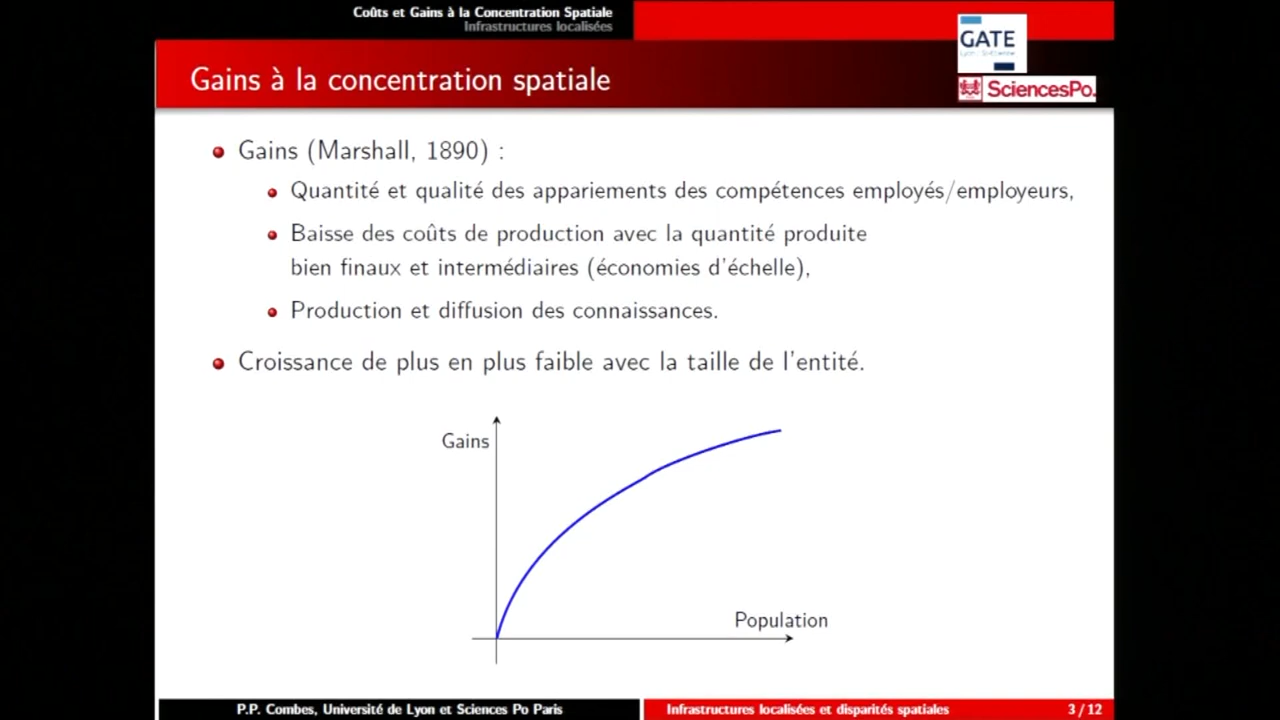 Coûts et Gains à la Concentration Spatiale
Infrastructures localisées
GATE
Gains à la concentration spatiale
SciencesPo.
Gains (Marshall, 1890) :
Quantité et qualité des appariements des compétences employés/employeurs,
Baisse des coûts de production avec la quantité produite
bien finaux et intermédiaires (économies d'échelle),
Production et diffusion des connaissances.
Croissance de plus en plus faible avec la taille de l'entité.
Gains
Population
P.P. Combes, Université de Lyon et Sciences Po Paris
Infrastructures localisées et disparités spatiales
3 / 12